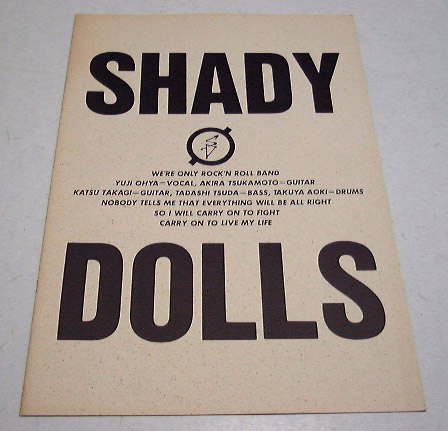 SHADY
WE'RE ONLY ROCK'N ROLL BAND
YUJI OHYA—VOCAL, AKIRA TSUKAMOTO—GUITAR
KATSU TAKAGI—GUITAR, TADASHI TSUDA—BASS, TAKUYA AOKI—DRUMS
NOBODY TELLS ME THAT EVERYTHING WILL BE ALL RIGHT
SO I WILL CARRY ON TO FIGHT
CARRY ON TO LIVE MY LIFE
DOLLS